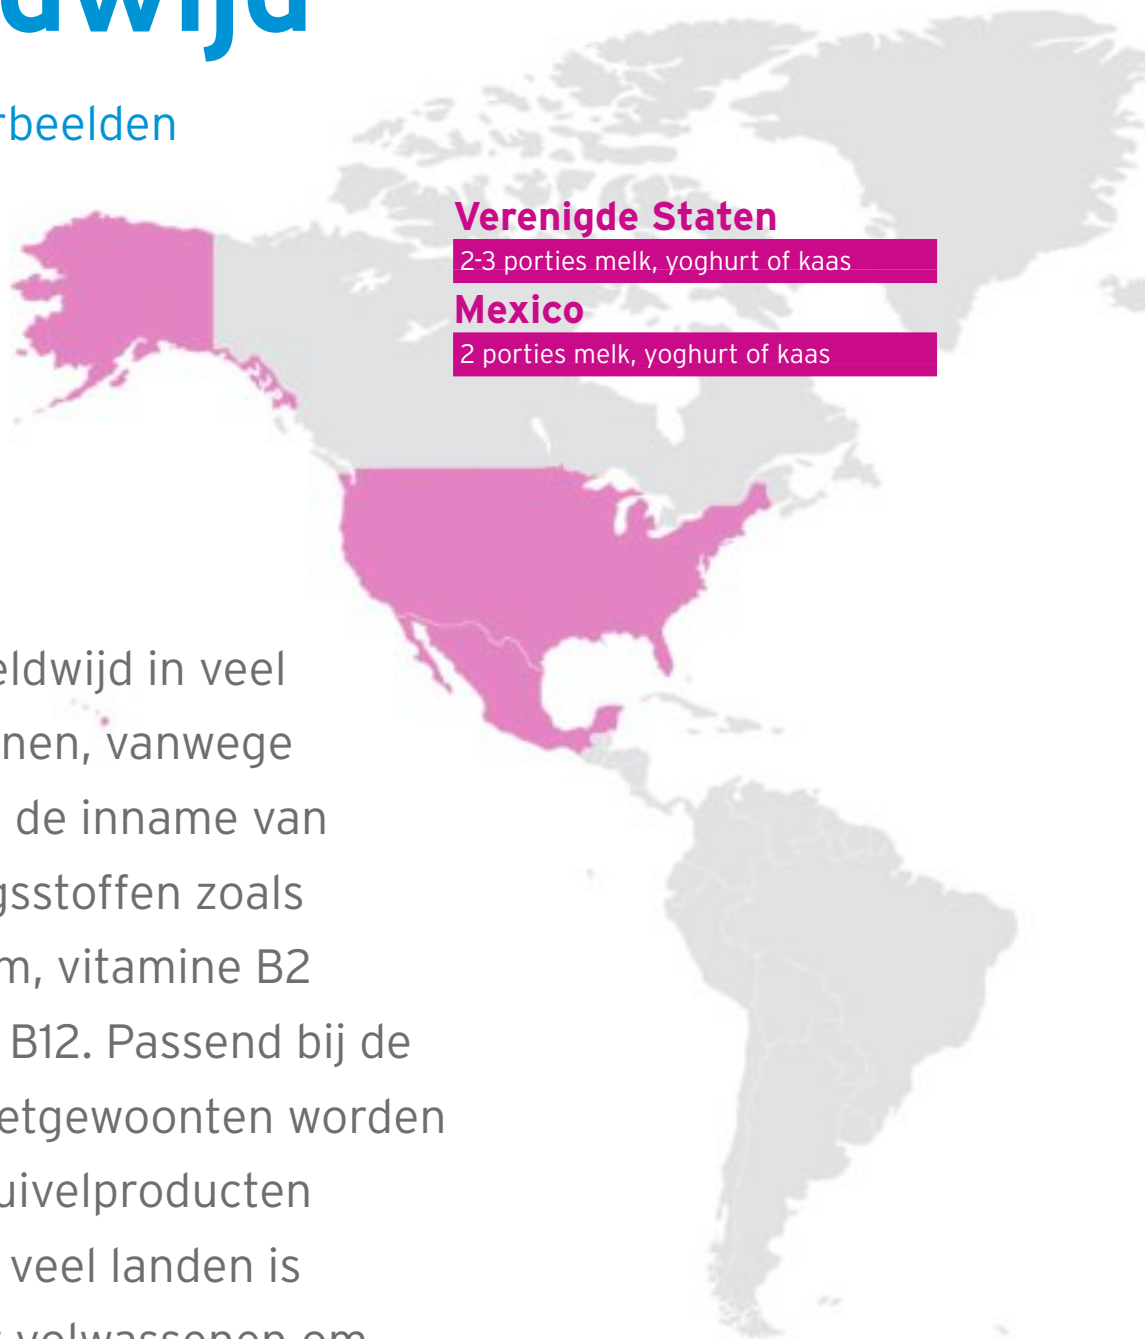 dwijd
rbeelden
Verenigde Staten
2-3 porties melk, yoghurt of kaas
Mexico
2 porties melk, yoghurt of kaas
eldwijd in veel
nen, vanwege
de inname van
gsstoffen zoals
m, vitamine B2
B12. Passend bij de
etgewoonten worden
uivelproducten
veel landen is
volwassenen om